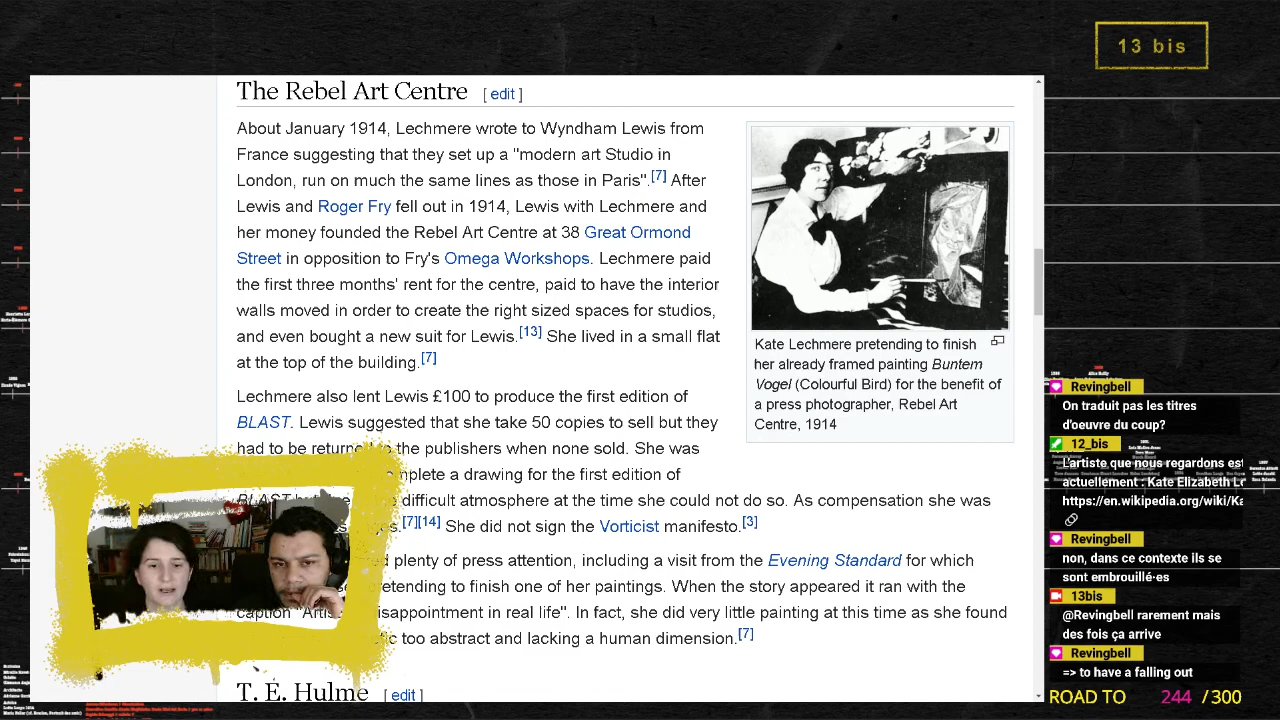 13 bis
The Rebel Art Centre [ edit ]
About January 1914, Lechmere wrote to Wyndham Lewis from
France suggesting that they set up a "modern art Studio in
London, run on much the same lines as those in Paris".[7] After
Lewis and Roger Fry fell out in 1914, Lewis with Lechmere and
her money founded the Rebel Art Centre at 38 Great Ormond
Street in opposition to Fry's Omega Workshops. Lechmere paid
the first three months' rent for the centre, paid to have the interior
walls moved in order to create the right sized spaces for studios,
and even bought a new suit for Lewis.[13] She lived in a small flat
at the top of the building.[7]
Kate Lechmere pretending to finish
her already framed painting Buntem
Vogel (Colourful Bird) for the benefit of
a press photographer, Rebel Art
Centre, 1914
Lechmere also lent Lewis £100 to produce the first edition of
BLAST. Lewis suggested that she take 50 copies to sell but they
had to be returned to the publishers when none sold. She was
plete a drawing for the first edition of
BLAST difficult atmosphere at the time she could not do so. As compensation she was
[7][14] She did not sign the Vorticist manifesto.[3]
plenty of press attention, including a visit from the Evening Standard for which
pretending to finish one of her paintings. When the story appeared it ran with the
caption isappointment in real life". In fact, she did very little painting at this time as she found
too abstract and lacking a human dimension.[7]
T. E. Hulme [ edit ]
Revingbell
On traduit pas les titres
d'oeuvre du coup?
12_bis
L'artiste que nous regardons est
actuellement : Kate Elizabeth
https://en.wikipedia.org/wiki/Ka
Revingbell
non, dans ce contexte ils se
sont embrouillé·es
13bis
@Revingbell rarement mais
des fois ça arrive
Revingbell
=> to have a falling out
ROAD TO 244 / 300